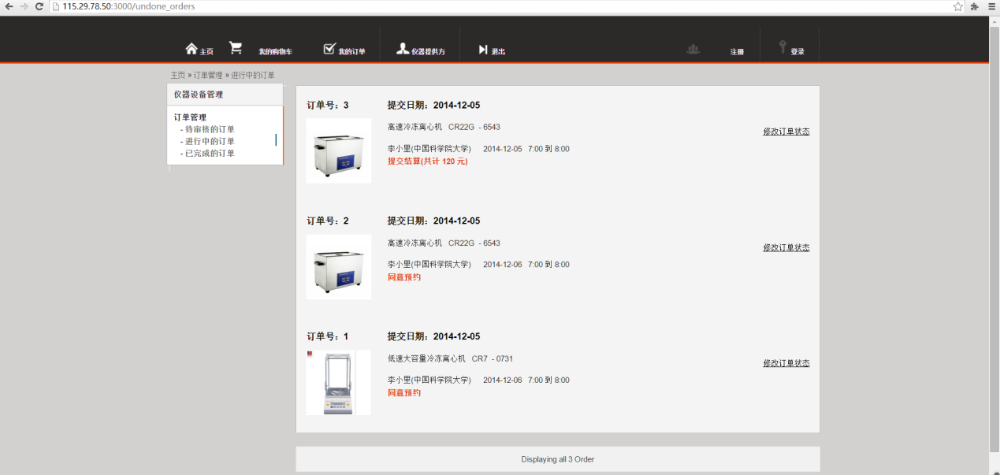 115.29.78.50:3000/undone_orders
主页 我的购物车 我的订单 仪器提供方 退出 注册 登录
主页 » 订单管理 » 进行中的订单
仪器设备管理
订单管理
- 待审核的订单
- 进行中的订单
- 已完成的订单
订单号：3 提交日期：2014-12-05
高速冷冻离心机 CR22G - 6543
修改订单状态
李小里(中国科学院大学) 2014-12-05 7:00 到 8:00
提交结算(共计 120 元)
订单号：2 提交日期：2014-12-05
高速冷冻离心机 CR22G - 6543
修改订单状态
李小里(中国科学院大学) 2014-12-06 7:00 到 8:00
同意预约
订单号：1 提交日期：2014-12-05
低速大容量冷冻离心机 CR7 - 0731
修改订单状态
李小里(中国科学院大学) 2014-12-06 7:00 到 8:00
同意预约
Displaying all 3 Order